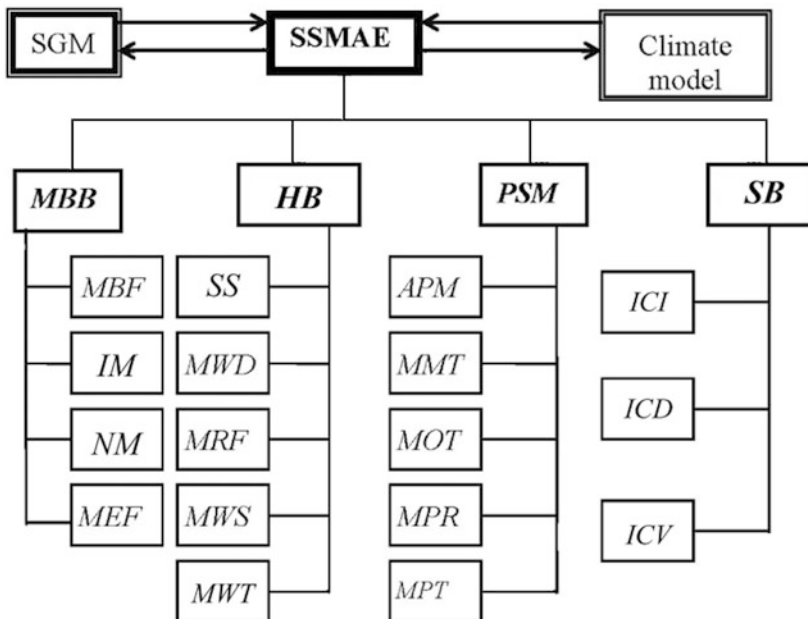 SGM
SSMAE
Climate
model
MBB
HB
PSM
SB
MBF
SS
APM
ICI
IM
MWD
MMT
ICD
NM
MRF
MOT
MEF
MWS
MPR
ICV
MWT
MPT